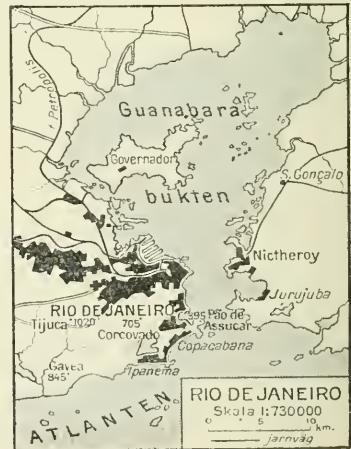 t. Petropolis
Guanabara
Governador
bukten
S. Gonçalo
Nictheroy
Jurujuba
RIO DE JANEIRO
395 Pão de
Assucar
Tijuca 1020
705
Corcovado
Copacabana
Gavea
845
Ipanema
ATLANTEN
RIO DE JANEIRO
Skala 1:730000
0 5 10
km.
järnväg